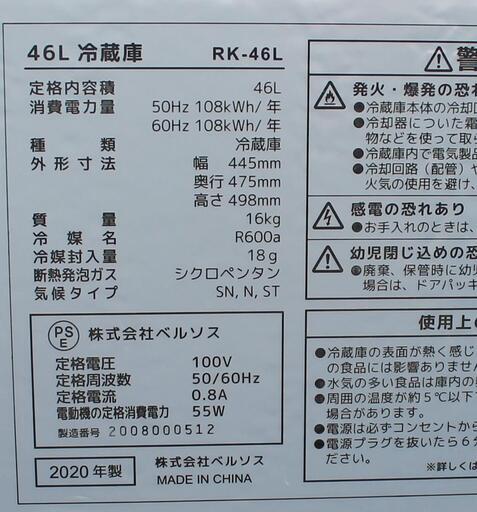 46L 冷蔵庫 RK-46L
定格内容積 46L
消費電力量 50Hz 108kWh/年
60Hz 108kWh/年
種類 冷蔵庫
外形寸法 幅 445mm
奥行 475mm
高さ 498mm
質量 16kg
冷媒名 R600a
冷媒封入量 18g
断熱発泡ガス シクロペンタン
気候タイプ SN, N, ST
PS
E 株式会社ベルソス
定格電圧 100V
定格周波数 50/60Hz
定格電流 0.8A
電動機の定格消費電力 55W
製造番号 2008000512
2020年製 株式会社ベルソス
MADE IN CHINA
警
発火・爆発の恐れ
●冷蔵庫本体の冷却回
●冷却器についた霜
物などを使って取ら
●冷蔵庫内で電気製品
●冷却回路（配管）や
火気の使用を避け、
感電の恐れあり
●お手入れのときは、
幼児閉じ込めの恐
●廃棄、保管時に幼児
場合は、ドアパッキ
使用上の
●冷蔵庫の表面が熱く感じ
の食品には影響ありません
●水気の多い食品は庫内の
●周囲の温度が約5℃以下
場合があります。
●電源は必ずコンセントから
●電源プラグを抜いたら6分
ださい。
※詳しくは